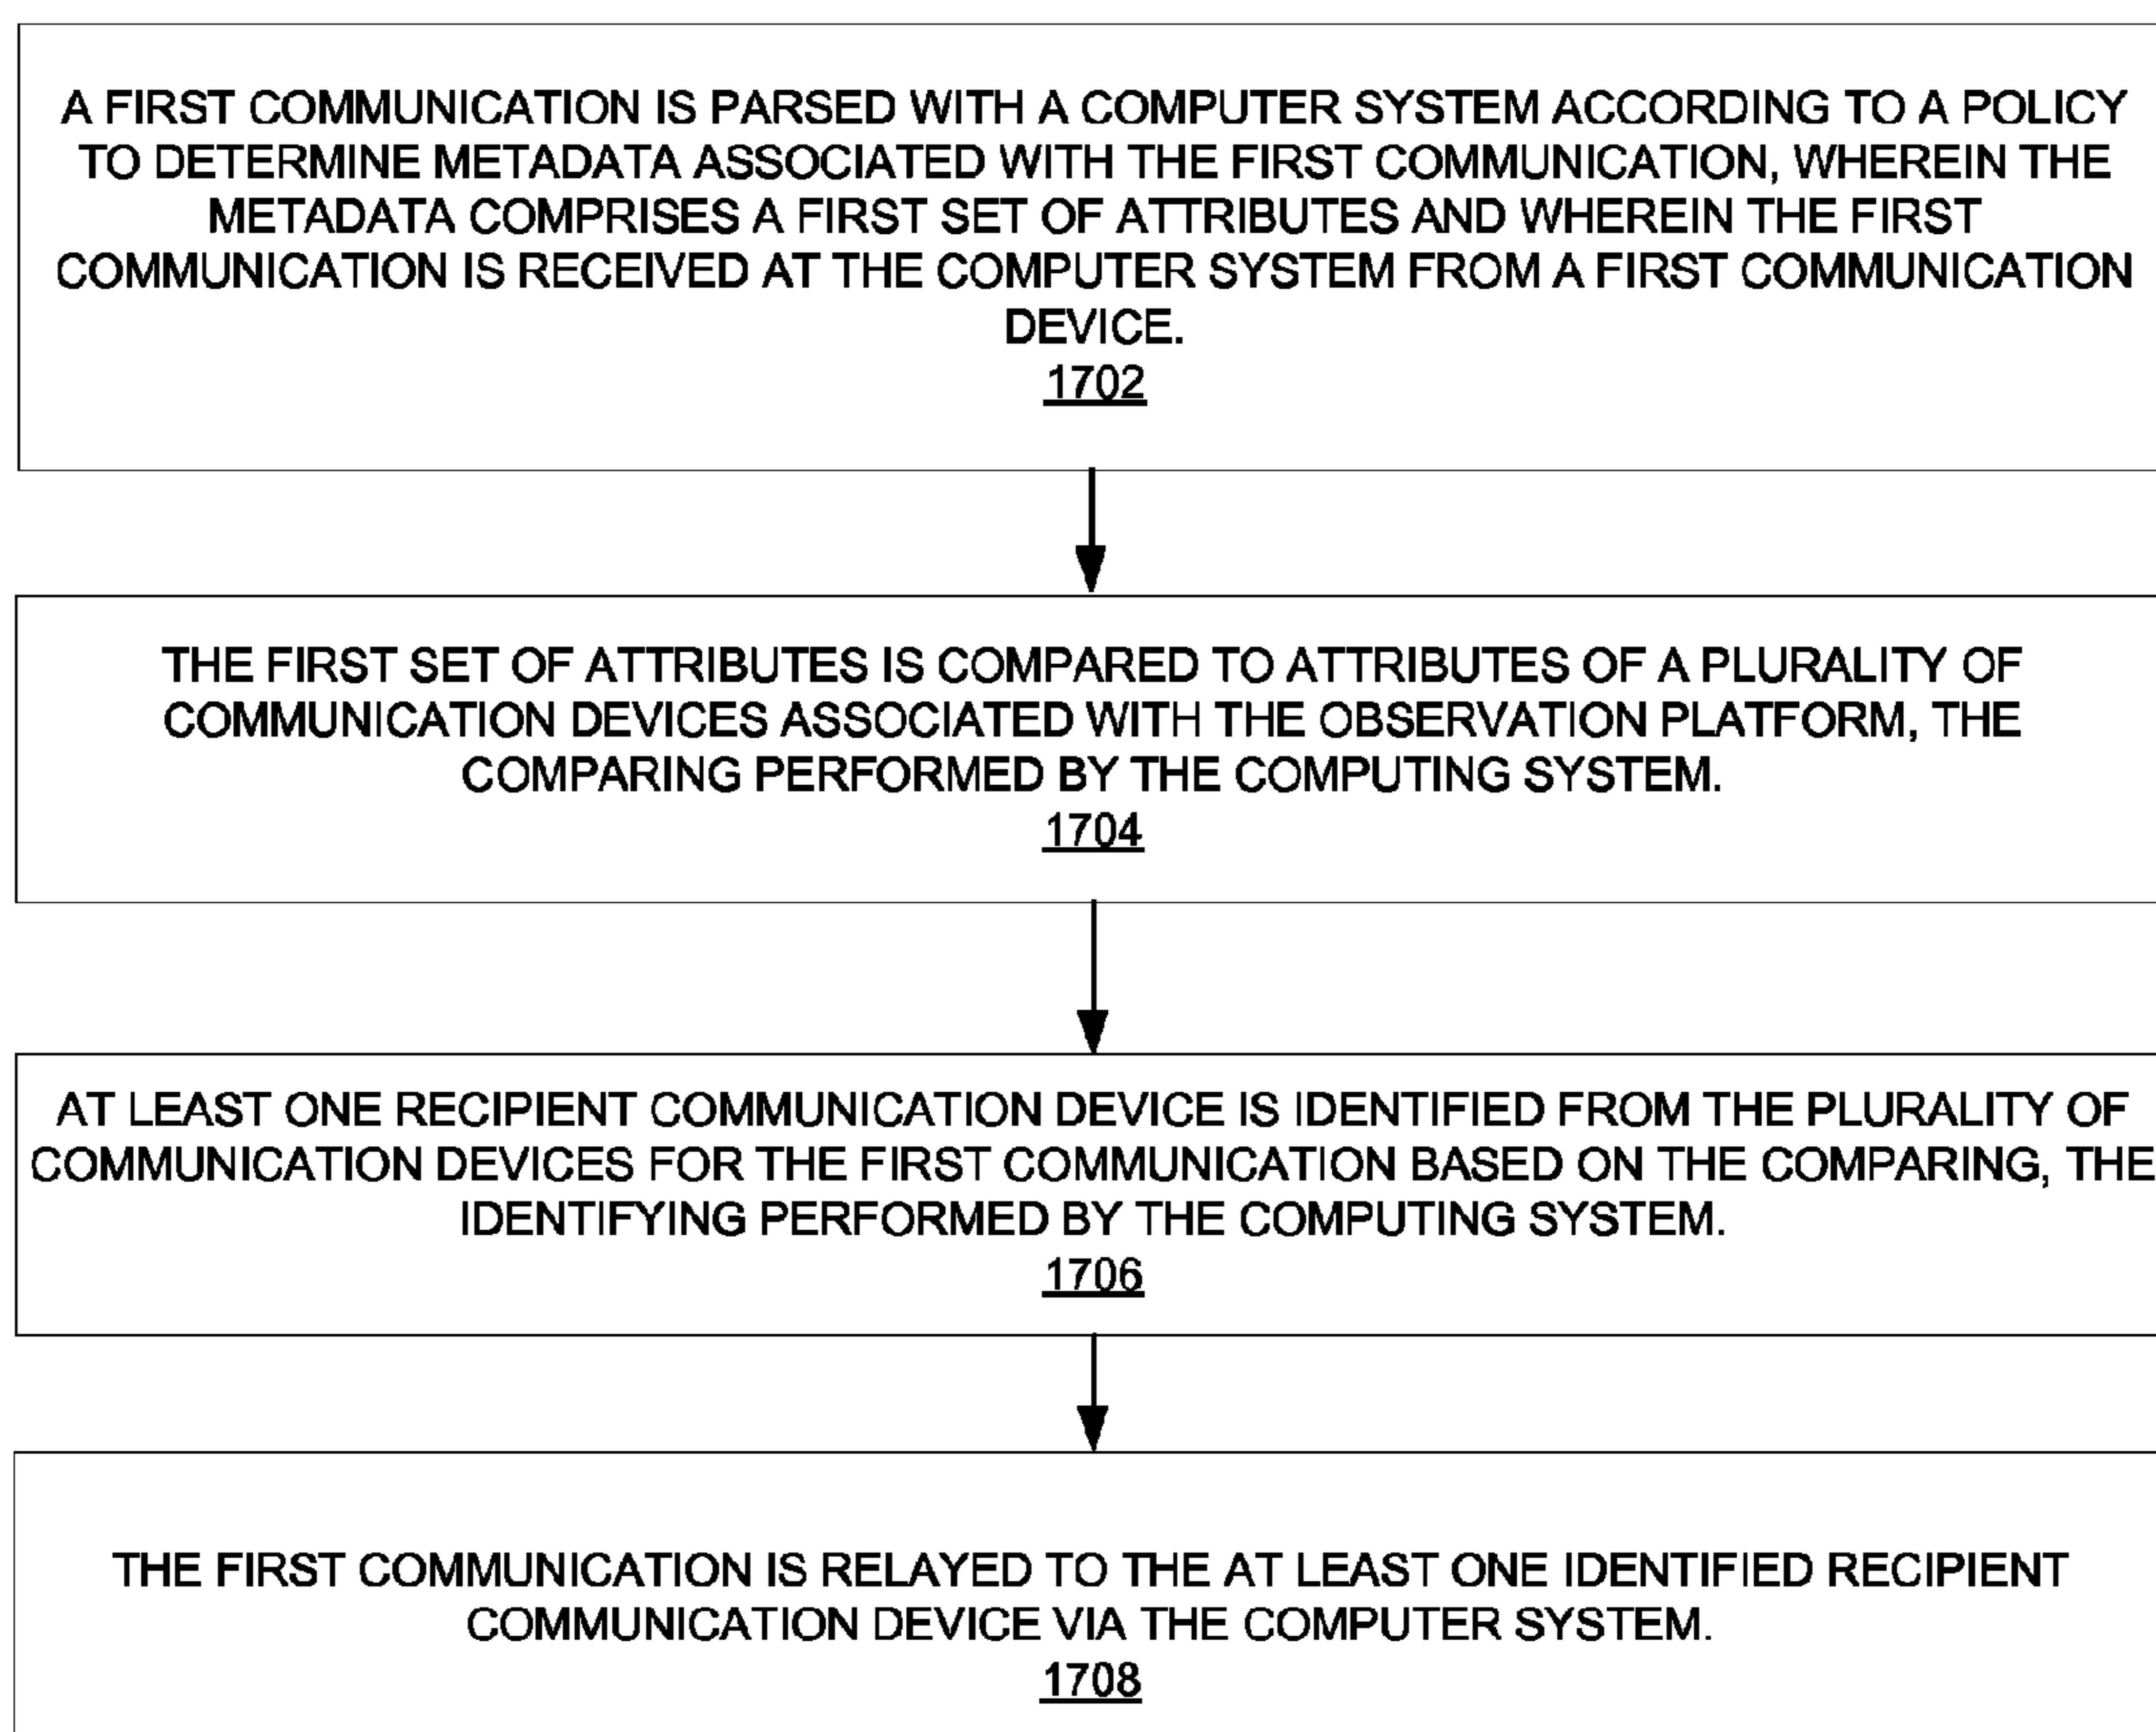 A FIRST COMMUNICATION IS PARSED WITH A COMPUTER SYSTEM ACCORDING TO A POLICY
TO DETERMINE METADATA ASSOCIATED WITH THE FIRST COMMUNICATION, WHEREIN THE
METADATA COMPRISES A FIRST SET OF ATTRIBUTES AND WHEREIN THE FIRST
COMMUNICATION IS RECEIVED AT THE COMPUTER SYSTEM FROM A FIRST COMMUNICATION
DEVICE.
1702
THE FIRST SET OF ATTRIBUTES IS COMPARED TO ATTRIBUTES OF A PLURALITY OF
COMMUNICATION DEVICES ASSOCIATED WITH THE OBSERVATION PLATFORM, THE
COMPARING PERFORMED BY THE COMPUTING SYSTEM.
1704
AT LEAST ONE RECIPIENT COMMUNICATION DEVICE IS IDENTIFIED FROM THE PLURALITY OF
COMMUNICATION DEVICES FOR THE FIRST COMMUNICATION BASED ON THE COMPARING, THE
IDENTIFYING PERFORMED BY THE COMPUTING SYSTEM.
1706
THE FIRST COMMUNICATION IS RELAYED TO THE AT LEAST ONE IDENTIFIED RECIPIENT
COMMUNICATION DEVICE VIA THE COMPUTER SYSTEM.
1708